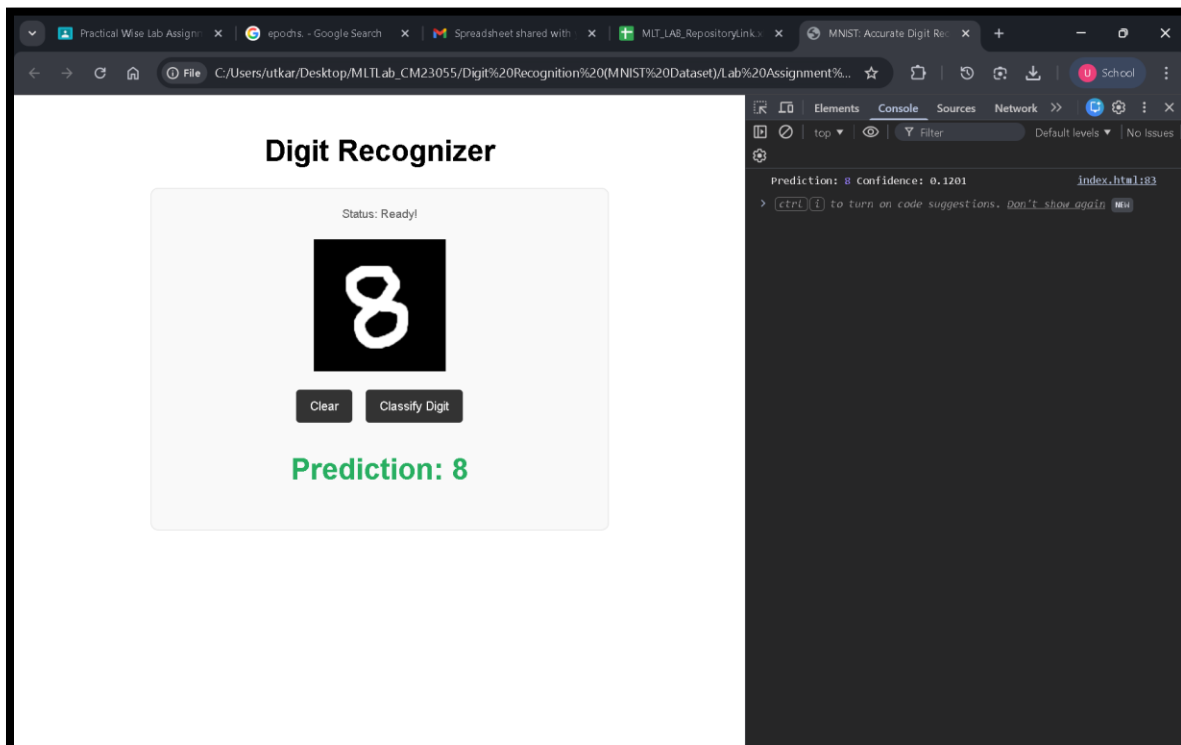 Practical Wise Lab Assignm
epochs. - Google Search
Spreadsheet shared with
MLT_LAB_RepositoryLink.x
MNIST: Accurate Digit Rec
File C:/Users/utkar/Desktop/MLTLab_CM23055/Digit%20Recognition%20(MNIST%20Dataset)/Lab%20Assignment%... U School
Elements Console Sources Network
top Filter Default levels No Issues
Prediction: 8 Confidence: 0.1201 index.html:83
ctrl i to turn on code suggestions. Don't show again NEW
Digit Recognizer
Status: Ready!
8
Clear Classify Digit
Prediction: 8